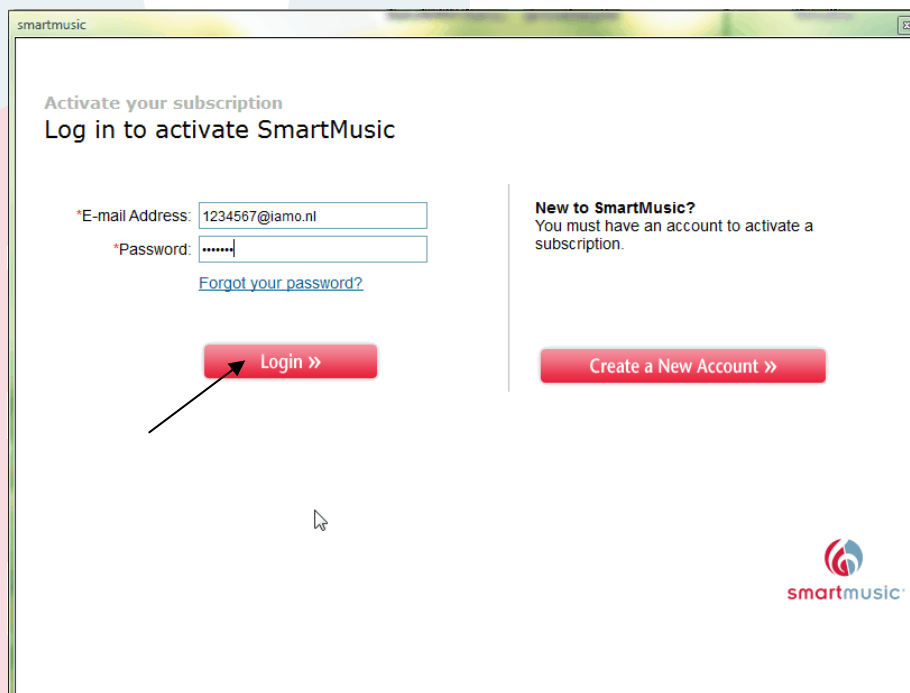 smartmusic
Activate your subscription
Log in to activate SmartMusic
*E-mail Address: 1234567@iamo.nl
*Password: •••••••
Forgot your password?
Login »
New to SmartMusic?
You must have an account to activate a
subscription.
Create a New Account »
smartmusic